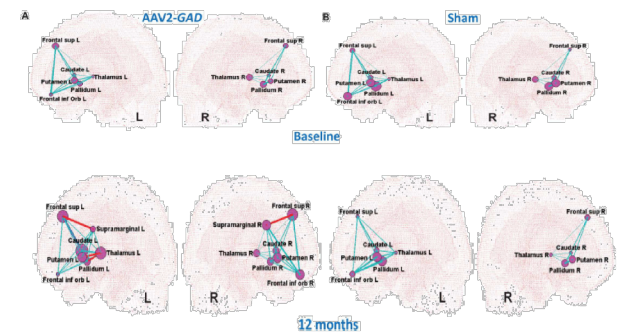 A
AAV2-GAD
B
Sham
Frontal sup L
Caudate L
Putamen L
Thalamus L
Pallidum L
Frontal inf Orb L
L
Frontal sup R
Thalamus R
Caudate R
Putamen R
Pallidum R
R
Frontal sup L
Caudate L
Putamen L
Thalamus L
Pallidum L
Frontal inf orb L
L
Frontal sup R
Caudate R
Thalamus R
Putamen R
Pallidum R
R
Baseline
Frontal sup L
Supramarginal L
Caudate L
Thalamus L
Putamen L
Pallidum L
Frontal inf orb L
L
Frontal sup R
Supramarginal R
Caudate R
Thalamus R
Putamen R
Pallidum R
Frontal inf orb R
R
Frontal sup L
Caudate L
Thalamus L
Putamen L
Pallidum L
Frontal inf orb L
L
Frontal sup R
Caudate R
Thalamus R
Putamen R
Pallidum R
R
12 months